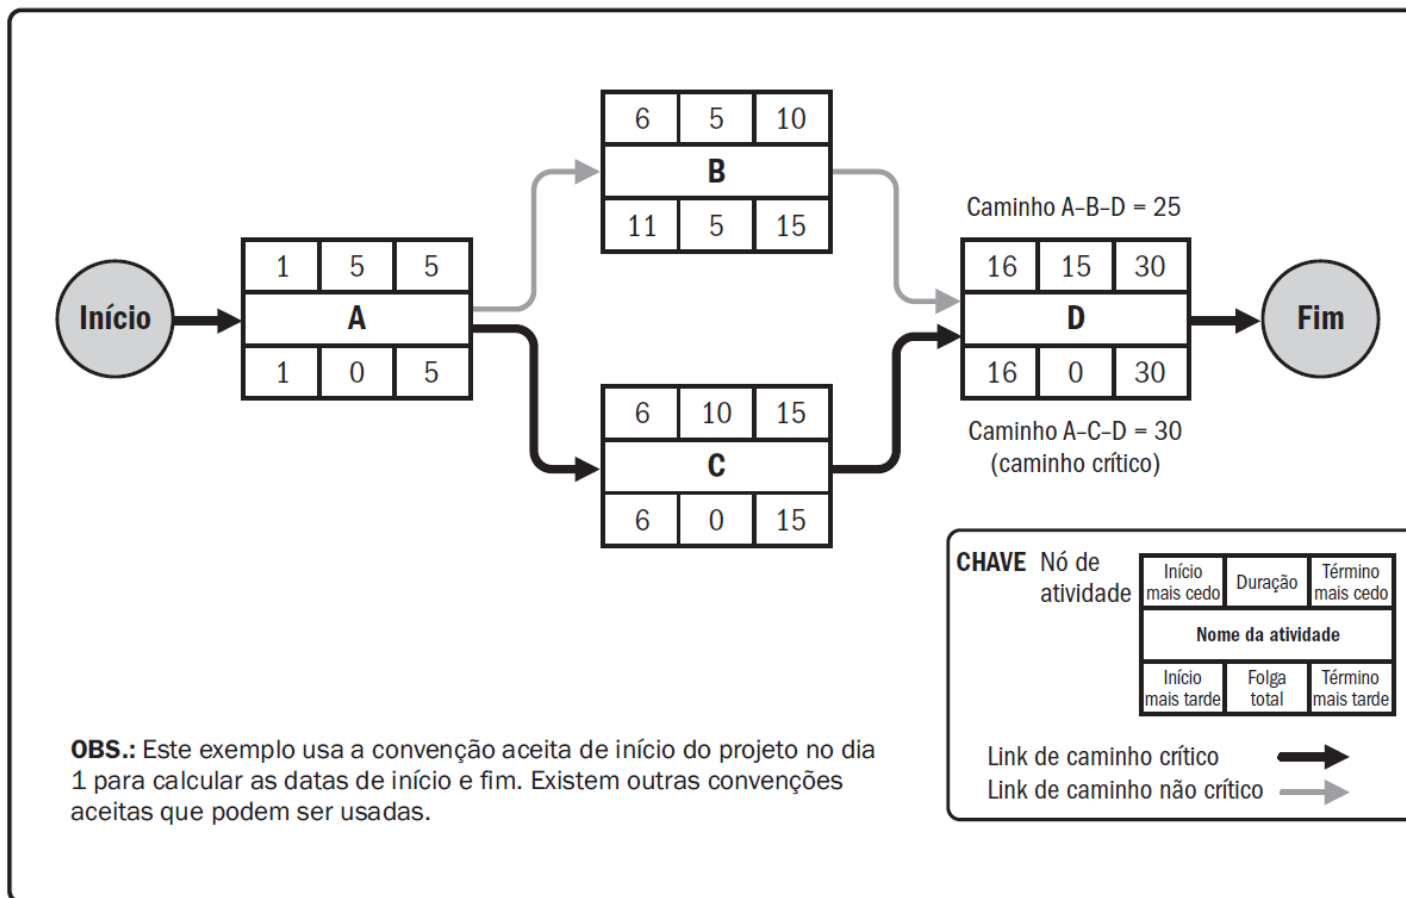 6 5 10
B
11 5 15
Caminho A–B–D = 25
1 5 5
A
1 0 5
Início
16 15 30
D
16 0 30
Fim
6 10 15
C
6 0 15
Caminho A–C–D = 30
(caminho crítico)
CHAVE Nó de
atividade
Início
mais cedo
Duração
Término
mais cedo
Nome da atividade
Início
mais tarde
Folga
total
Término
mais tarde
Link de caminho crítico
Link de caminho não crítico
OBS.: Este exemplo usa a convenção aceita de início do projeto no dia
1 para calcular as datas de início e fim. Existem outras convenções
aceitas que podem ser usadas.